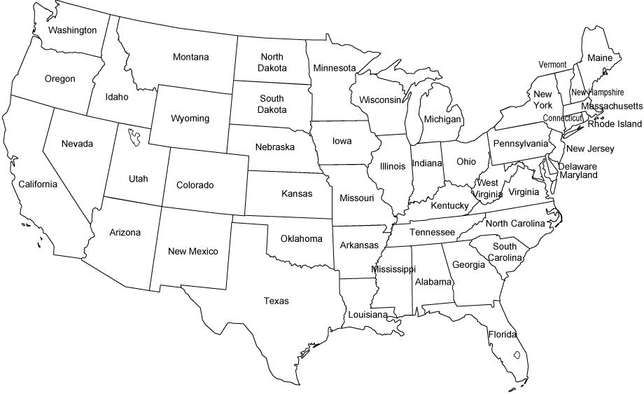 Washington
Montana
North
Dakota
Minnesota
Maine
Vermont
Oregon
Idaho
Wyoming
South
Dakota
Wisconsin
Michigan
New
York
New Hampshire
Massachusetts
Connecticut
Rhode Island
Nevada
Utah
Colorado
Nebraska
Iowa
Illinois
Indiana
Ohio
Pennsylvania
New Jersey
Delaware
Maryland
California
Kansas
Missouri
West
Virginia
Virginia
Kentucky
Arizona
New Mexico
Oklahoma
Arkansas
Tennessee
North Carolina
South
Carolina
Mississippi
Alabama
Georgia
Texas
Louisiana
Florida